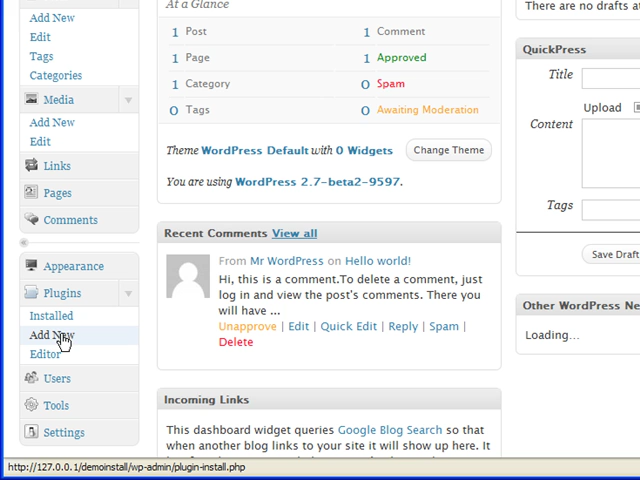 Add New
Edit
Tags
Categories
Media
Add New
Edit
Links
Pages
Comments
Appearance
Plugins
Installed
Add New
Editor
Users
Tools
Settings
At a Glance
1 Post 1 Comment
1 Page 1 Approved
1 Category 0 Spam
0 Tags 0 Awaiting Moderation
Theme WordPress Default with 0 Widgets Change Theme
You are using WordPress 2.7-beta2-9597.
Recent Comments View all
From Mr WordPress on Hello world!
Hi, this is a comment.To delete a comment, just
log in and view the post's comments. There you
will have ...
Unapprove | Edit | Quick Edit | Reply | Spam |
Delete
Incoming Links
This dashboard widget queries Google Blog Search so that
when another blog links to your site it will show up here. It
There are no drafts at
QuickPress
Title
Upload
Content
Tags
Save Draft
Other WordPress Ne
Loading...
http://127.0.0.1/demoinstall/wp-admin/plugin-install.php